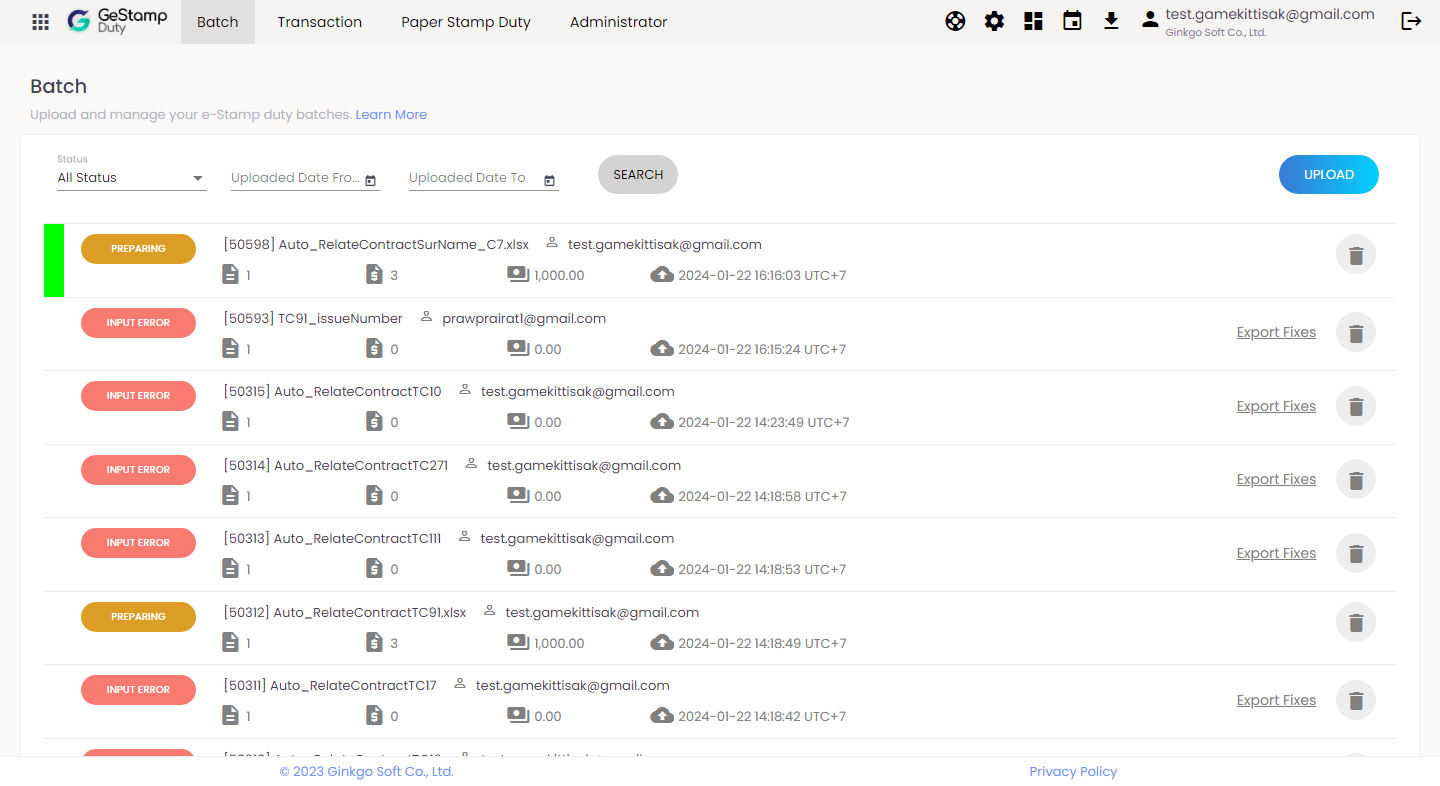 GeStamp
Duty
Batch
Transaction
Paper Stamp Duty
Administrator
test.gamekittisak@gmail.com
Ginkgo Soft Co., Ltd.
Batch
Upload and manage your e-Stamp duty batches. Learn More
Status
All Status
Uploaded Date Fro...
Uploaded Date To
SEARCH
UPLOAD
PREPARING
[50598] Auto_RelateContractSurName_C7.xlsx test.gamekittisak@gmail.com
1 3 1,000.00 2024-01-22 16:16:03 UTC+7
INPUT ERROR
[50593] TC91_issueNumber prawprairat1@gmail.com
1 0 0.00 2024-01-22 16:15:24 UTC+7
Export Fixes
INPUT ERROR
[50315] Auto_RelateContractTC10 test.gamekittisak@gmail.com
1 0 0.00 2024-01-22 14:23:49 UTC+7
Export Fixes
INPUT ERROR
[50314] Auto_RelateContractTC271 test.gamekittisak@gmail.com
1 0 0.00 2024-01-22 14:18:58 UTC+7
Export Fixes
INPUT ERROR
[50313] Auto_RelateContractTC111 test.gamekittisak@gmail.com
1 0 0.00 2024-01-22 14:18:53 UTC+7
Export Fixes
PREPARING
[50312] Auto_RelateContractTC91.xlsx test.gamekittisak@gmail.com
1 3 1,000.00 2024-01-22 14:18:49 UTC+7
INPUT ERROR
[50311] Auto_RelateContractTC17 test.gamekittisak@gmail.com
1 0 0.00 2024-01-22 14:18:42 UTC+7
Export Fixes
© 2023 Ginkgo Soft Co., Ltd.
Privacy Policy